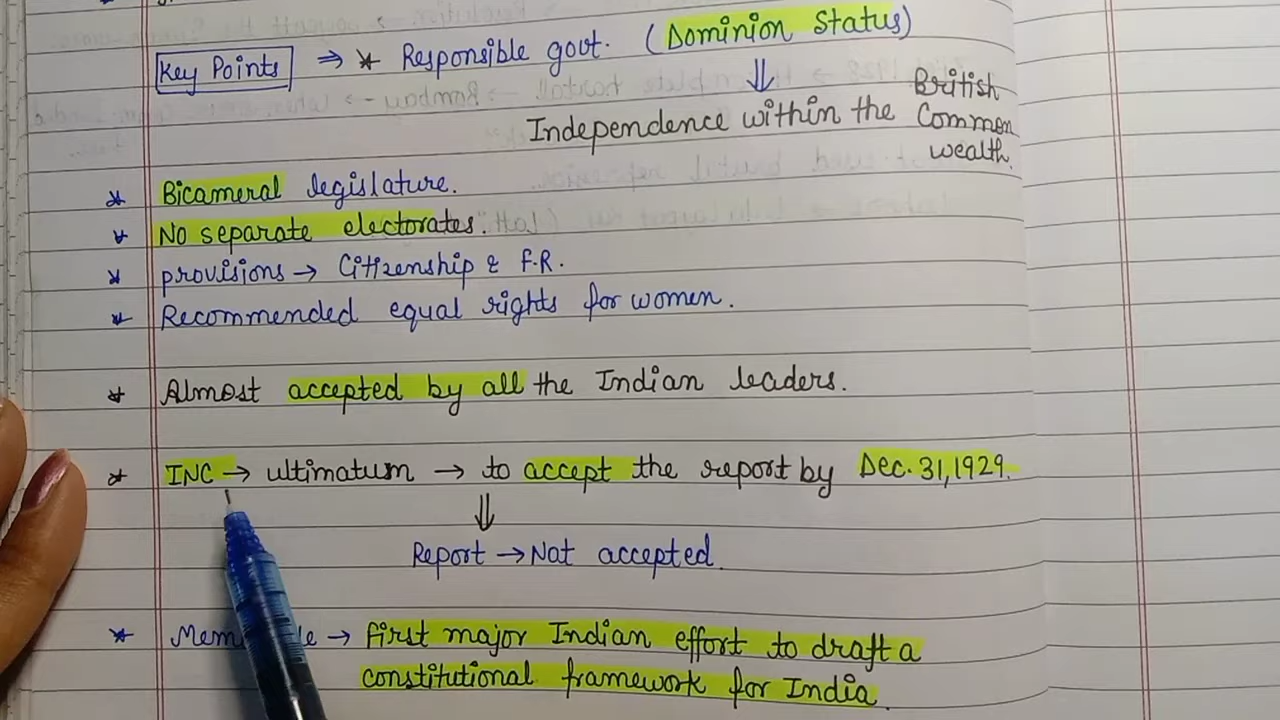 Key Points ⇒ * Responsible govt. (Dominion Status)
⇓
Independence within the British Commonwealth.
* Bicameral legislature.
* No separate electorates.
* provisions → Citizenship & F.R.
* Recommended equal rights for women.
* Almost accepted by all the Indian leaders.
* INC → ultimatum → to accept the report by Dec. 31, 1929.
⇓
Report → Not accepted.
* → first major Indian effort to draft a
constitutional framework for India.